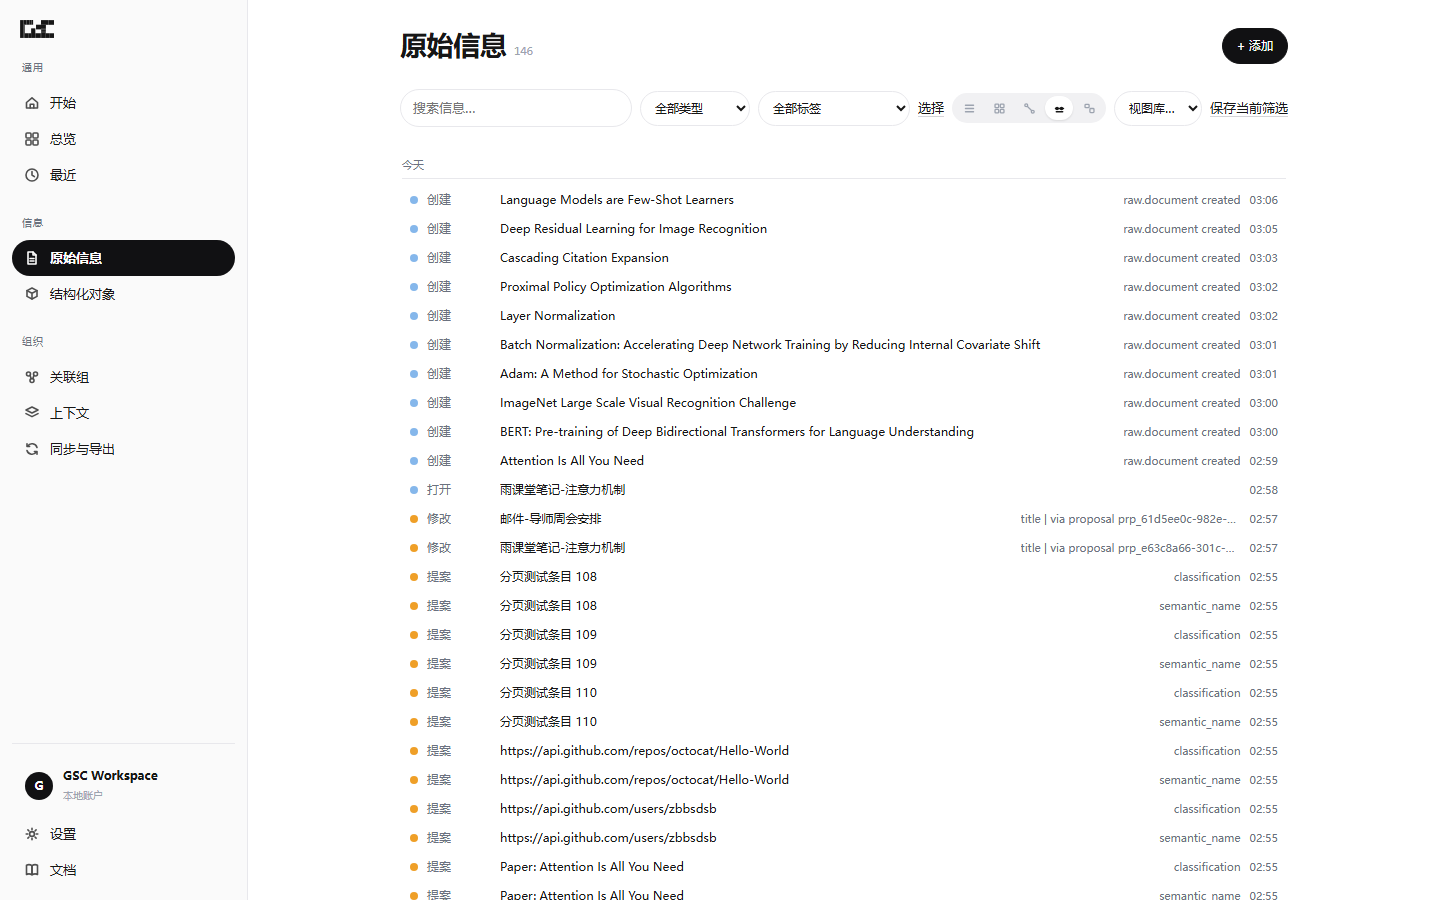 GSC
通用
开始
总览
最近
信息
原始信息
结构化对象
组织
关联组
上下文
同步与导出
G
GSC Workspace
本地账户
设置
文档
原始信息 146
+ 添加
搜索信息... 全部类型 全部标签 选择 视图库... 保存当前筛选
今天
创建 Language Models are Few-Shot Learners raw.document created 03:06
创建 Deep Residual Learning for Image Recognition raw.document created 03:05
创建 Cascading Citation Expansion raw.document created 03:03
创建 Proximal Policy Optimization Algorithms raw.document created 03:02
创建 Layer Normalization raw.document created 03:02
创建 Batch Normalization: Accelerating Deep Network Training by Reducing Internal Covariate Shift raw.document created 03:01
创建 Adam: A Method for Stochastic Optimization raw.document created 03:01
创建 ImageNet Large Scale Visual Recognition Challenge raw.document created 03:00
创建 BERT: Pre-training of Deep Bidirectional Transformers for Language Understanding raw.document created 03:00
创建 Attention Is All You Need raw.document created 02:59
打开 雨课堂笔记-注意力机制 02:58
修改 邮件-导师周会安排 title | via proposal prp_61d5ee0c-982e-... 02:57
修改 雨课堂笔记-注意力机制 title | via proposal prp_e63c8a66-301c-... 02:57
提案 分页测试条目 108 classification 02:55
提案 分页测试条目 108 semantic_name 02:55
提案 分页测试条目 109 classification 02:55
提案 分页测试条目 109 semantic_name 02:55
提案 分页测试条目 110 classification 02:55
提案 分页测试条目 110 semantic_name 02:55
提案 https://api.github.com/repos/octocat/Hello-World classification 02:55
提案 https://api.github.com/repos/octocat/Hello-World semantic_name 02:55
提案 https://api.github.com/users/zbbsdsb classification 02:55
提案 https://api.github.com/users/zbbsdsb semantic_name 02:55
提案 Paper: Attention Is All You Need classification 02:55
提案 Paper: Attention Is All You Need semantic_name 02:55